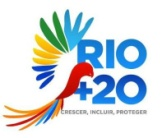 RIO
+20
CRESCER, INCLUIR, PROTEGER